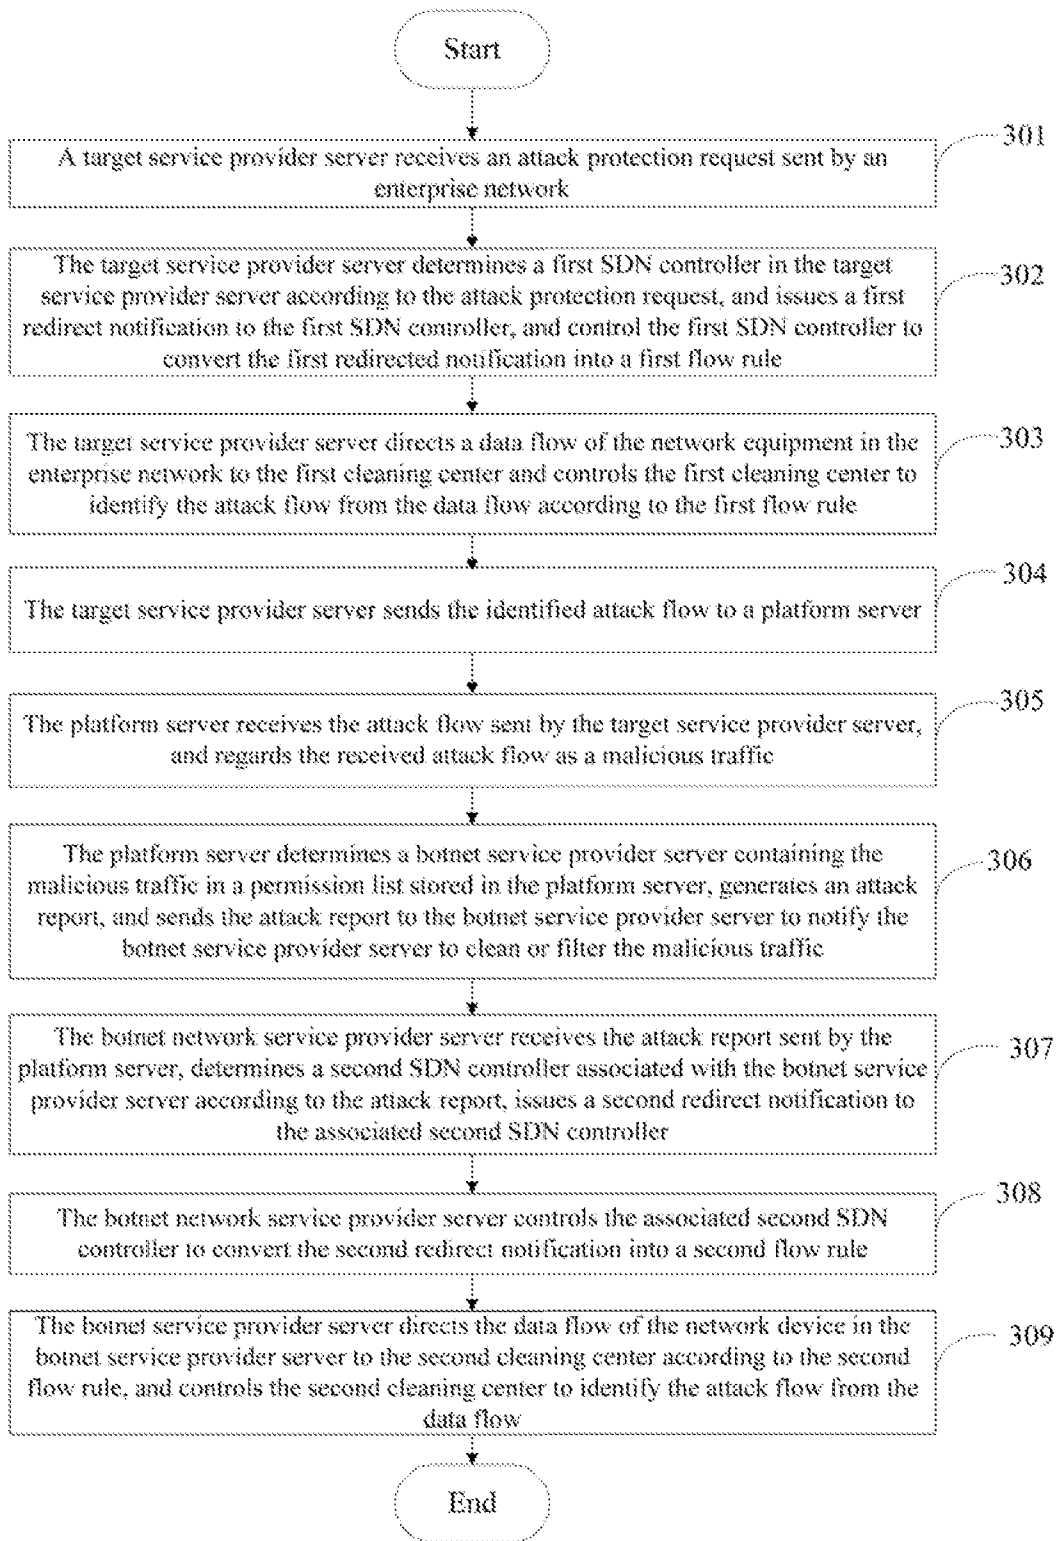 Start
301
A target service provider server receives an attack protection request sent by an
enterprise network
302
The target service provider server determines a first SDN controller in the target
service provider server according to the attack protection request, and issues a first
redirect notification to the first SDN controller, and control the first SDN controller to
convert the first redirected notification into a first flow rule
303
The target service provider server directs a data flow of the network equipment in the
enterprise network to the first cleaning center and controls the first cleaning center to
identify the attack flow from the data flow according to the first flow rule
304
The target service provider server sends the identified attack flow to a platform server
305
The platform server receives the attack flow sent by the target service provider server,
and regards the received attack flow as a malicious traffic
306
The platform server determines a botnet service provider server containing the
malicious traffic in a permission list stored in the platform server, generates an attack
report, and sends the attack report to the botnet service provider server to notify the
botnet service provider server to clean or filter the malicious traffic
307
The botnet network service provider server receives the attack report sent by the
platform server, determines a second SDN controller associated with the botnet service
provider server according to the attack report, issues a second redirect notification to
the associated second SDN controller
308
The botnet network service provider server controls the associated second SDN
controller to convert the second redirect notification into a second flow rule
309
The botnet service provider server directs the data flow of the network device in the
botnet service provider server to the second cleaning center according to the second
flow rule, and controls the second cleaning center to identify the attack flow from the
data flow
End